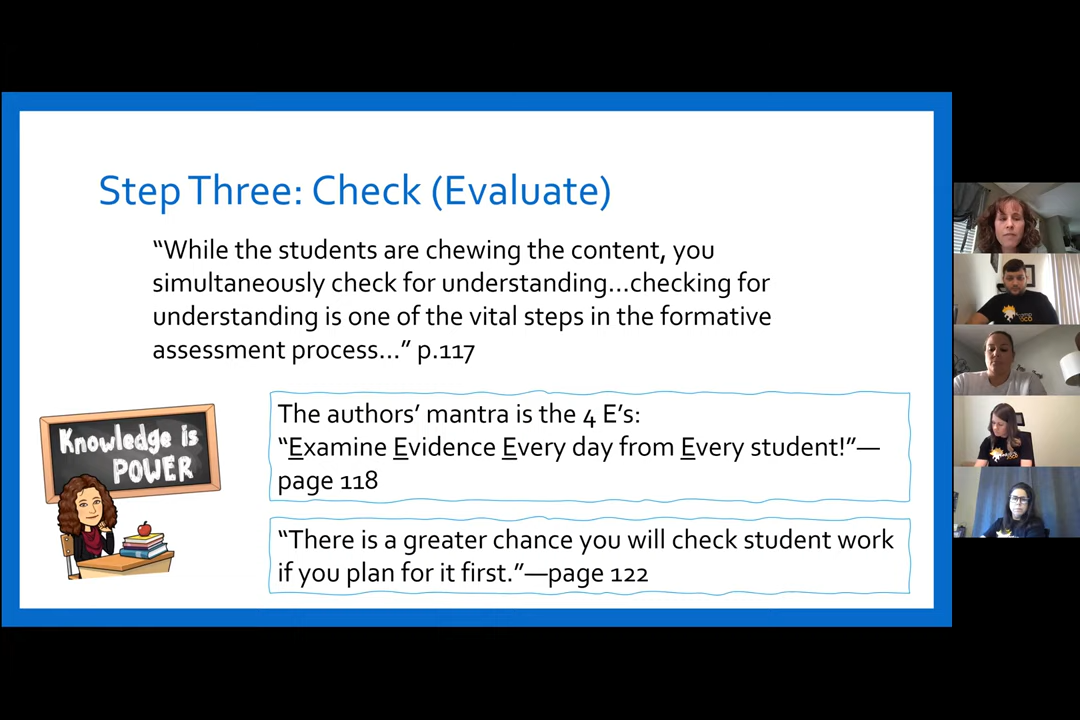 Step Three: Check (Evaluate)
“While the students are chewing the content, you
simultaneously check for understanding...checking for
understanding is one of the vital steps in the formative
assessment process...” p.117
Knowledge is
POWER
The authors’ mantra is the 4 E’s:
“Examine Evidence Every day from Every student!”—
page 118
“There is a greater chance you will check student work
if you plan for it first.”—page 122